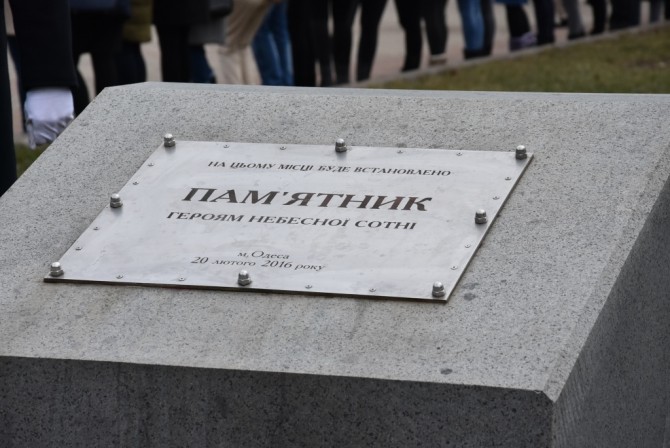 НА ЦЬОМУ МІСЦІ БУДЕ ВСТАНОВЛЕНО
ПАМ'ЯТНИК
ГЕРОЯМ НЕБЕСНОЇ СОТНІ
м. Одеса
20 лютого 2016 року